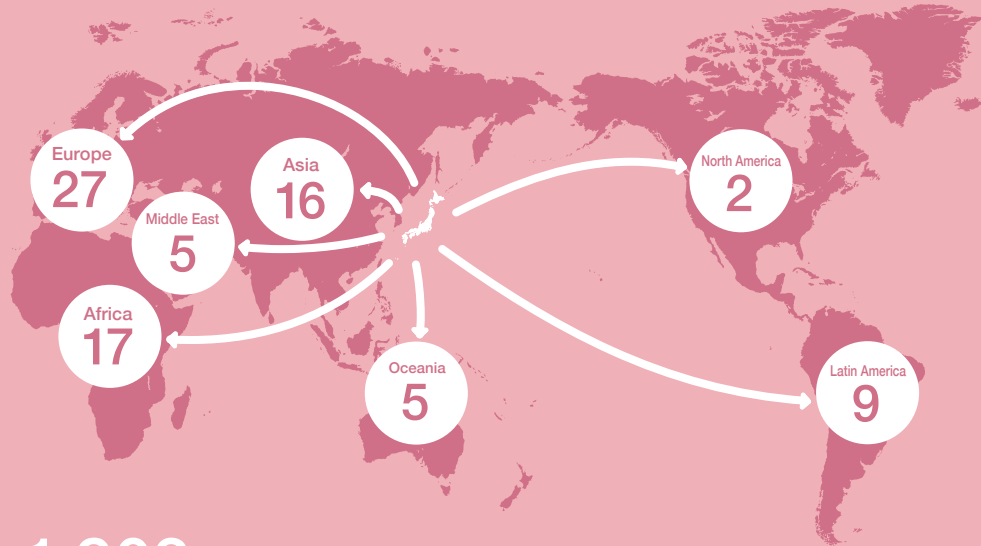 Europe
27
Asia
16
Middle East
5
Africa
17
Oceania
5
North America
2
Latin America
9